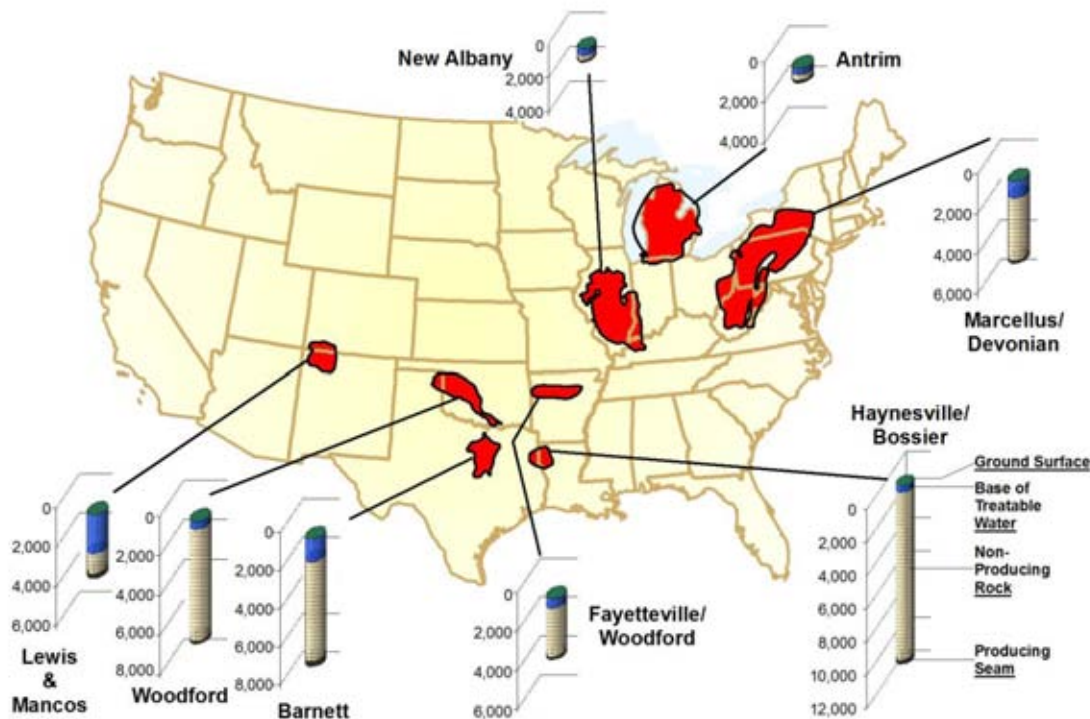 New Albany
0
2,000
4,000
Antrim
0
2,000
4,000
0
2,000
4,000
6,000
Marcellus/
Devonian
Haynesville/
Bossier
Ground Surface
Base of
Treatable
Water
Non-
Producing
Rock
Producing
Seam
0
2,000
4,000
6,000
8,000
10,000
12,000
0
2,000
4,000
6,000
Lewis
&
Mancos
0
2,000
4,000
6,000
8,000
Woodford
0
2,000
4,000
6,000
8,000
Barnett
0
2,000
4,000
6,000
Fayetteville/
Woodford